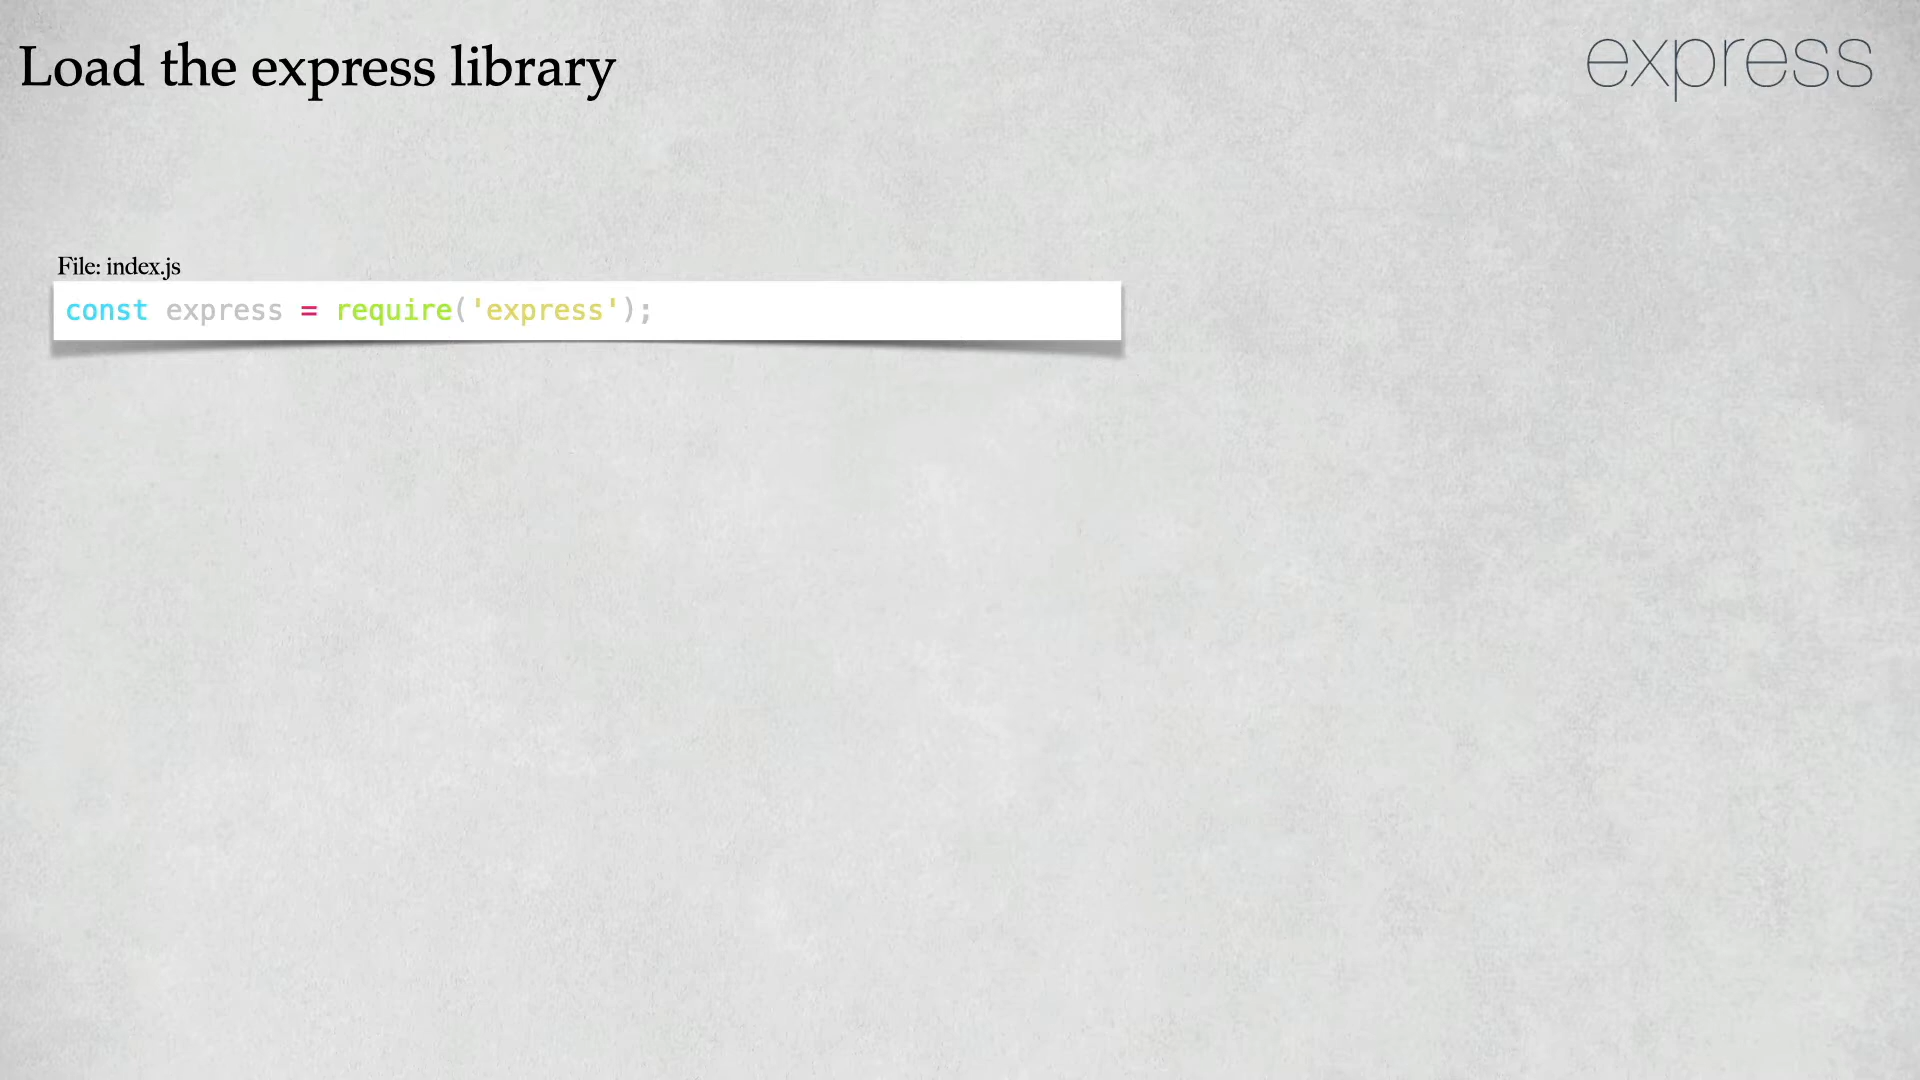 Load the express library
express
File: index.js
const express = require('express');